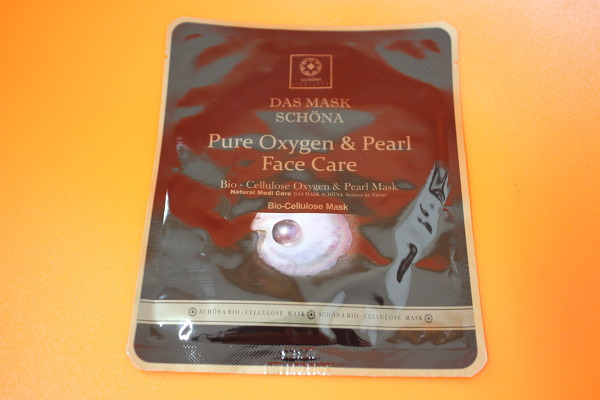 SCHÖNA
DAS MASK
SCHÖNA
Pure Oxygen & Pearl
Face Care
Bio - Cellulose Oxygen & Pearl Mask
Natural Medi Care DAS MASK SCHÖNA Science by Nature
Bio-Cellulose Mask
SCHÖNA BIO - CELLULOSE MASK SCHÖNA BIO - CELLULOSE MASK